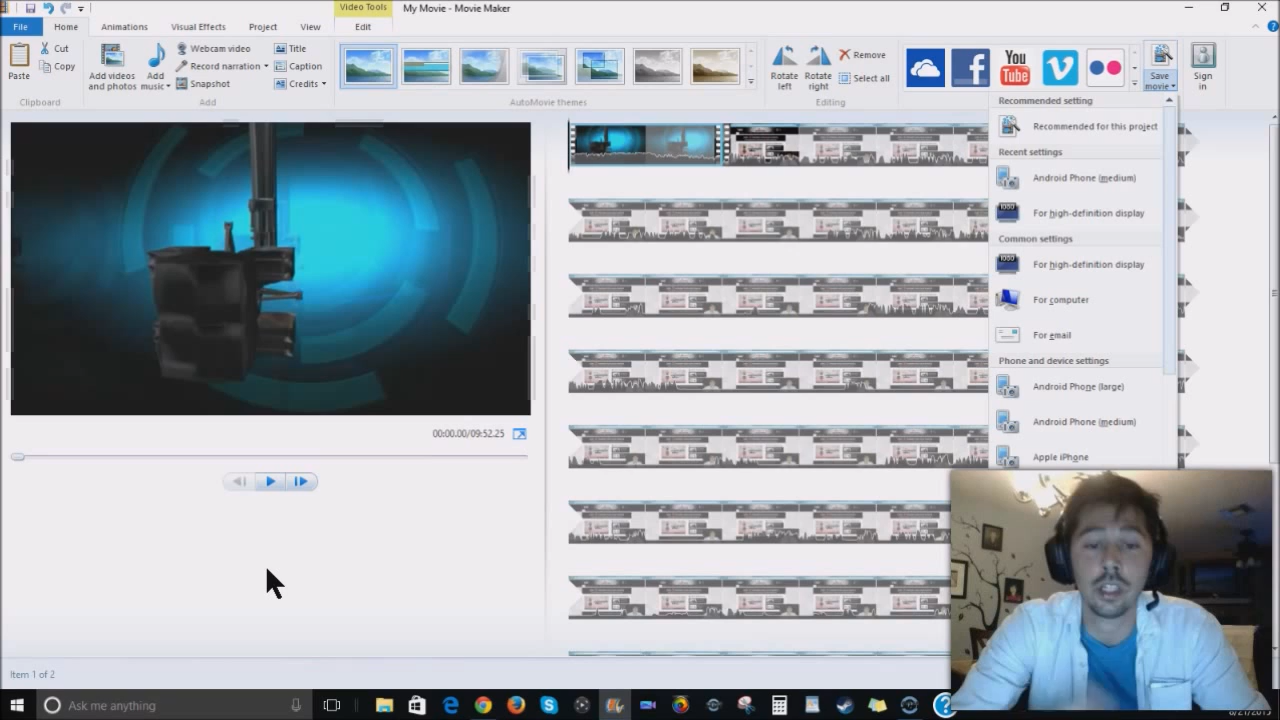 Video Tools
My Movie - Movie Maker
File
Home
Animations
Visual Effects
Project
View
Edit
Paste
Cut
Copy
Clipboard
Add videos
and photos
Add
music
Webcam video
Record narration
Snapshot
Title
Caption
Credits
Add
AutoMovie themes
Rotate
left
Rotate
right
Remove
Select all
Editing
You
Tube
Save
movie
Sign
in
Recommended setting
Recommended for this project
Recent settings
Android Phone (medium)
For high-definition display
Common settings
For high-definition display
For computer
For email
Phone and device settings
Android Phone (large)
Android Phone (medium)
Apple iPhone
00:00.00/09:52.25
Item 1 of 2
Ask me anything